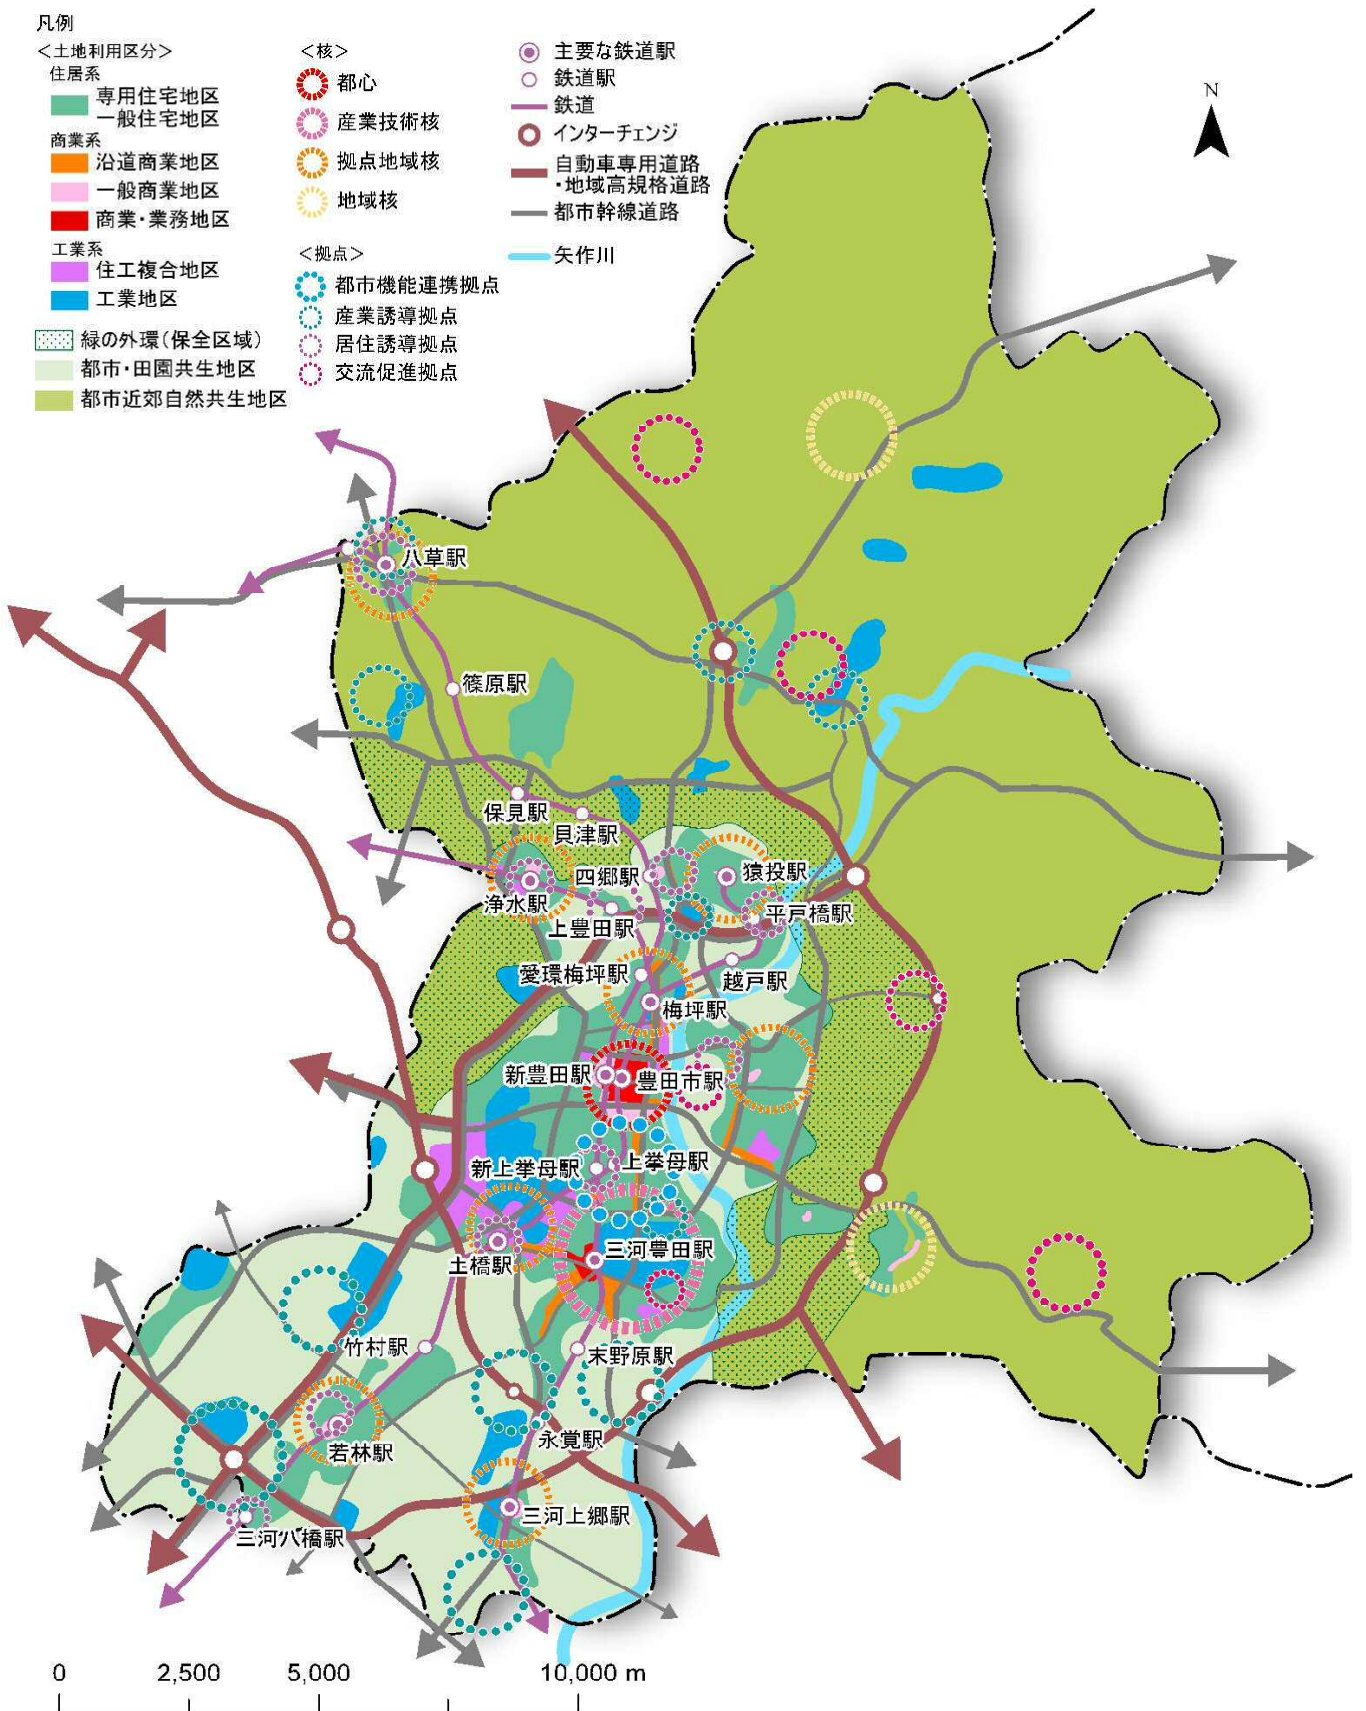 凡例
＜土地利用区分＞
住居系
専用住宅地区
一般住宅地区
商業系
沿道商業地区
一般商業地区
商業・業務地区
工業系
住工複合地区
工業地区
緑の外環（保全区域）
都市・田園共生地区
都市近郊自然共生地区
＜核＞
都心
産業技術核
拠点地域核
地域核
＜拠点＞
都市機能連携拠点
産業誘導拠点
居住誘導拠点
交流促進拠点
主要な鉄道駅
鉄道駅
鉄道
インターチェンジ
自動車専用道路
・地域高規格道路
都市幹線道路
矢作川
N
八草駅
篠原駅
保見駅
貝津駅
四郷駅
猿投駅
浄水駅
平戸橋駅
上豊田駅
愛環梅坪駅
越戸駅
梅坪駅
新豊田駅
豊田市駅
新上挙母駅
上挙母駅
土橋駅
三河豊田駅
竹村駅
末野原駅
若林駅
永覚駅
三河上郷駅
三河八橋駅
0 2,500 5,000 10,000 m